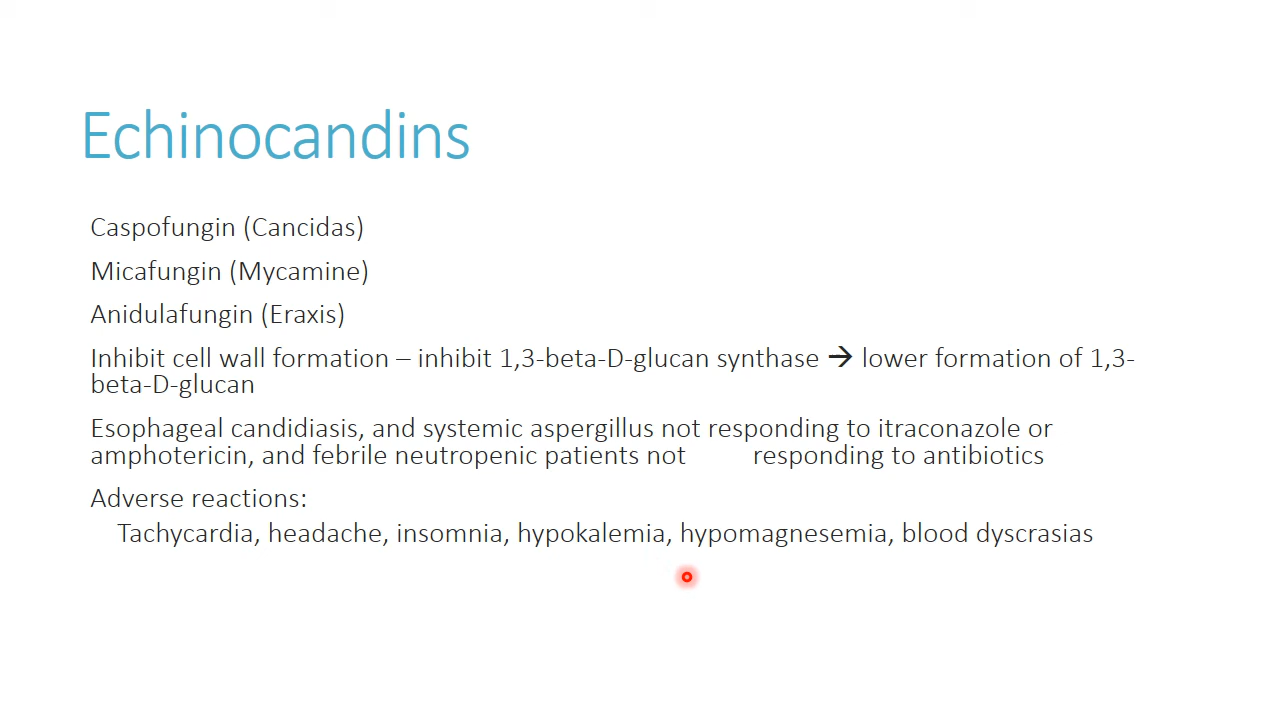 Echinocandins
Caspofungin (Cancidas)
Micafungin (Mycamine)
Anidulafungin (Eraxis)
Inhibit cell wall formation – inhibit 1,3-beta-D-glucan synthase → lower formation of 1,3-
beta-D-glucan
Esophageal candidiasis, and systemic aspergillus not responding to itraconazole or
amphotericin, and febrile neutropenic patients not responding to antibiotics
Adverse reactions:
Tachycardia, headache, insomnia, hypokalemia, hypomagnesemia, blood dyscrasias